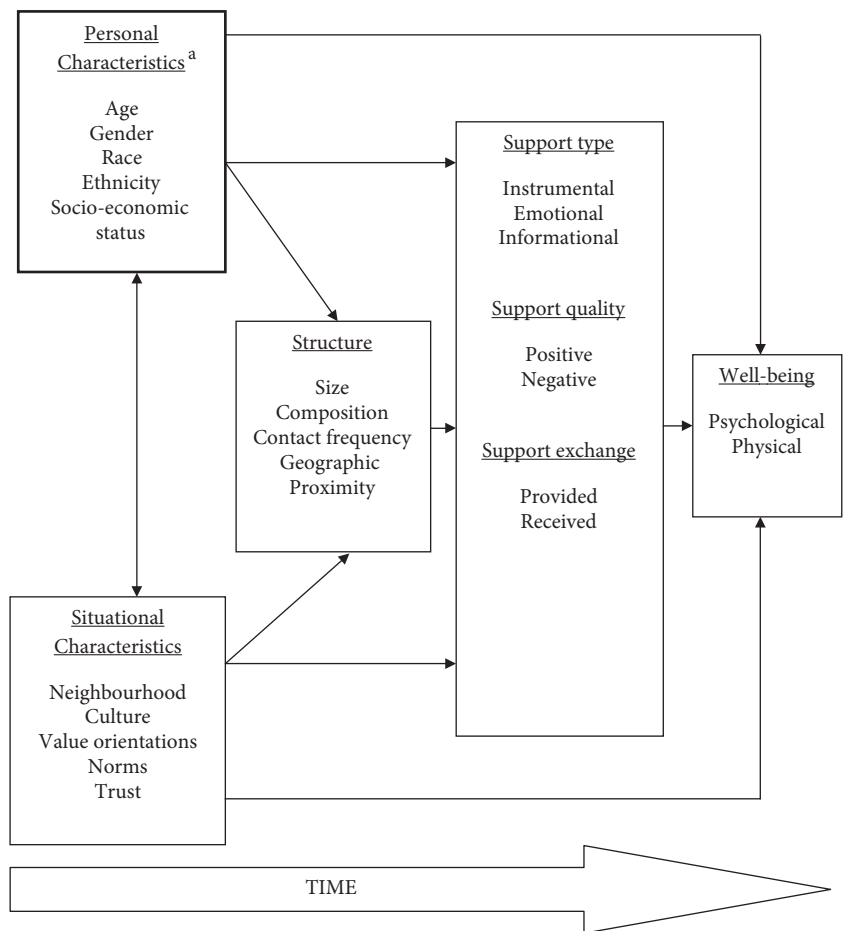 Personal
Characteristics a
Age
Gender
Race
Ethnicity
Socio-economic
status
Support type
Instrumental
Emotional
Informational
Support quality
Positive
Negative
Support exchange
Provided
Received
Structure
Size
Composition
Contact frequency
Geographic
Proximity
Well-being
Psychological
Physical
Situational
Characteristics
Neighbourhood
Culture
Value orientations
Norms
Trust
TIME